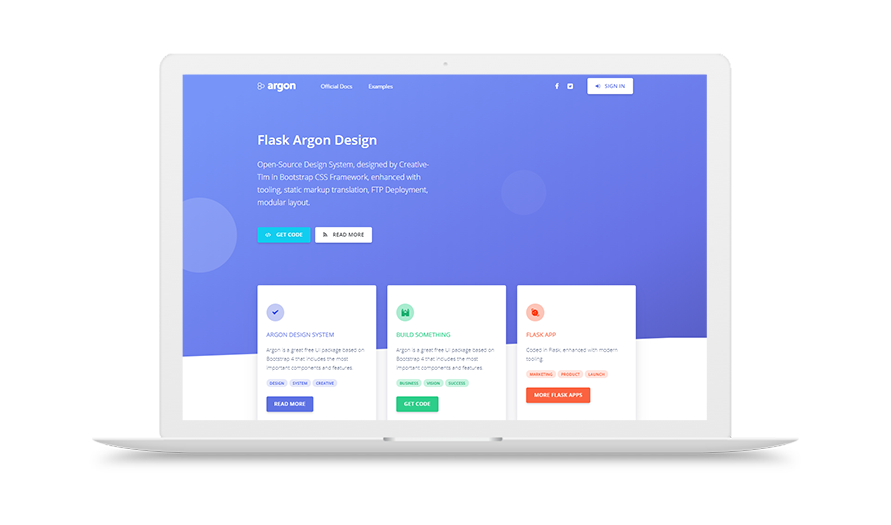 argon Official Docs Examples SIGN IN
Flask Argon Design
Open-Source Design System, designed by Creative-
Tim in Bootstrap CSS Framework, enhanced with
tooling, static markup translation, FTP Deployment,
modular layout.
GET CODE READ MORE
ARGON DESIGN SYSTEM
Argon is a great free UI package based on
Bootstrap 4 that includes the most
important components and features.
DESIGN SYSTEM CREATIVE
READ MORE
BUILD SOMETHING
Argon is a great free UI package based on
Bootstrap 4 that includes the most
important components and features.
BUSINESS VISION SUCCESS
GET CODE
FLASK APP
Coded in Flask, enhanced with modern
tooling.
MARKETING PRODUCT LAUNCH
MORE FLASK APPS